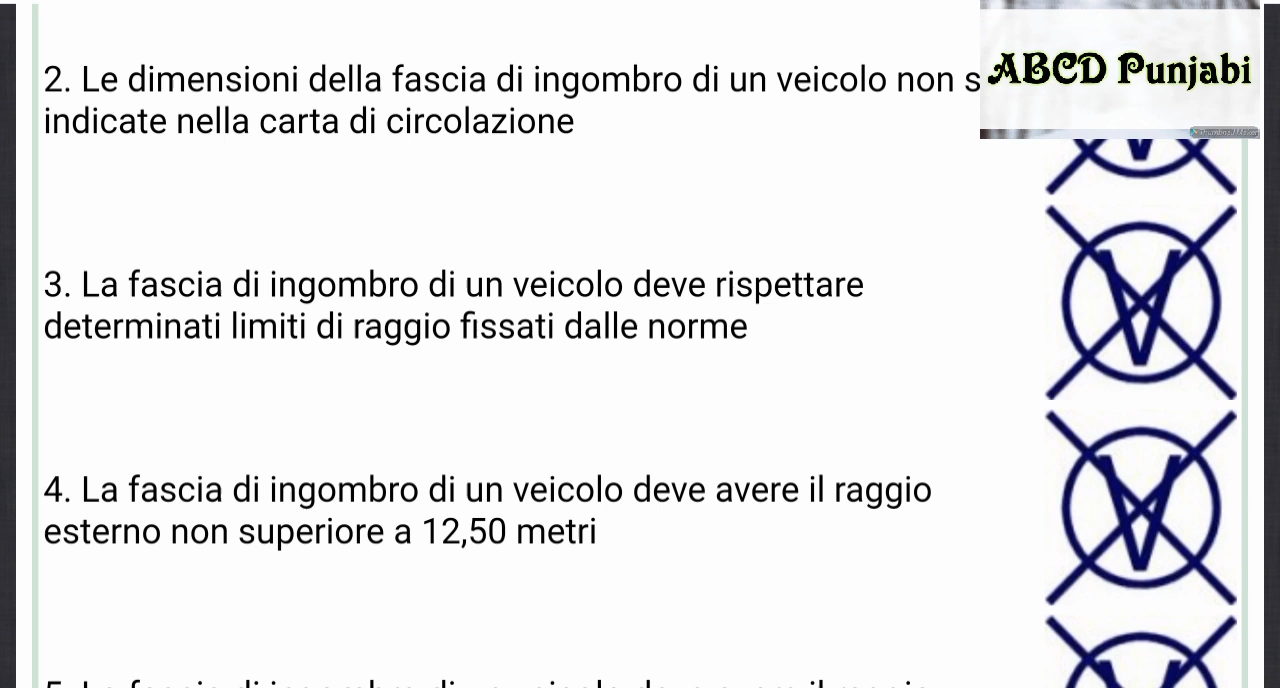 ABCD Punjabi
2. Le dimensioni della fascia di ingombro di un veicolo non
indicate nella carta di circolazione
V
3. La fascia di ingombro di un veicolo deve rispettare
determinati limiti di raggio fissati dalle norme
V
4. La fascia di ingombro di un veicolo deve avere il raggio
esterno non superiore a 12,50 metri
V